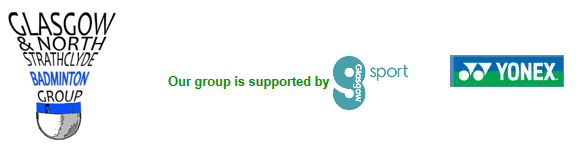 GLASGOW
& NORTH
STRATHCLYDE
BADMINTON
GROUP
Our group is supported by
Glasgow
sport
YONEX